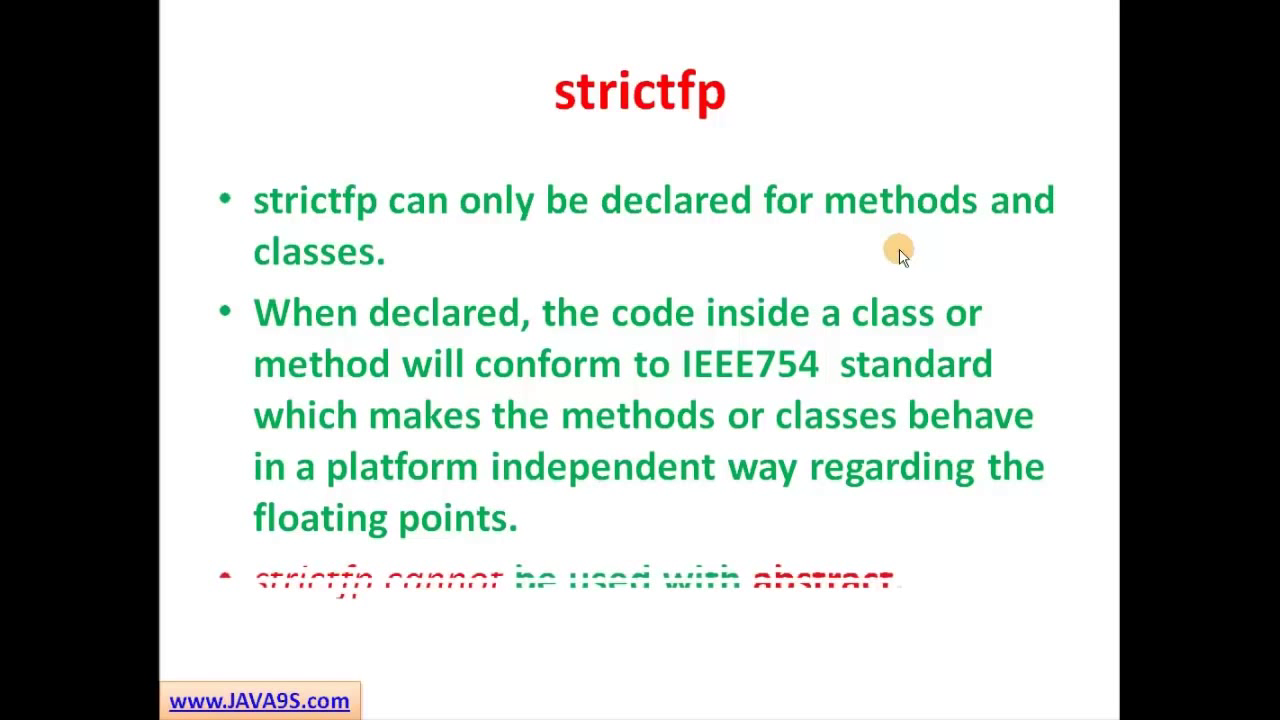 strictfp
• strictfp can only be declared for methods and
classes.
• When declared, the code inside a class or
method will conform to IEEE754 standard
which makes the methods or classes behave
in a platform independent way regarding the
floating points.
• strictfp cannot be used with abstract.
www.JAVA9S.com